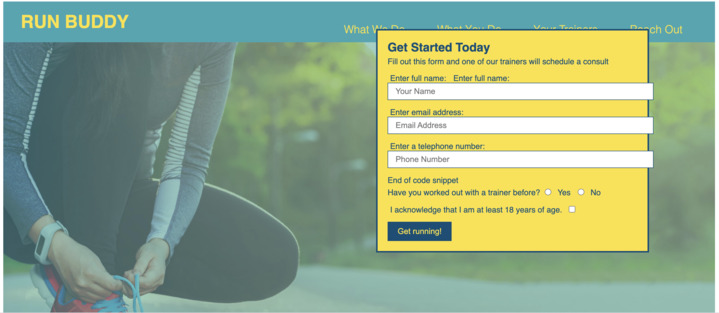 RUN BUDDY
What We Do What You Do Your Trainers Reach Out
Get Started Today
Fill out this form and one of our trainers will schedule a consult
Enter full name: Enter full name:
Your Name
Enter email address:
Email Address
Enter a telephone number:
Phone Number
End of code snippet
Have you worked out with a trainer before? Yes No
I acknowledge that I am at least 18 years of age.
Get running!